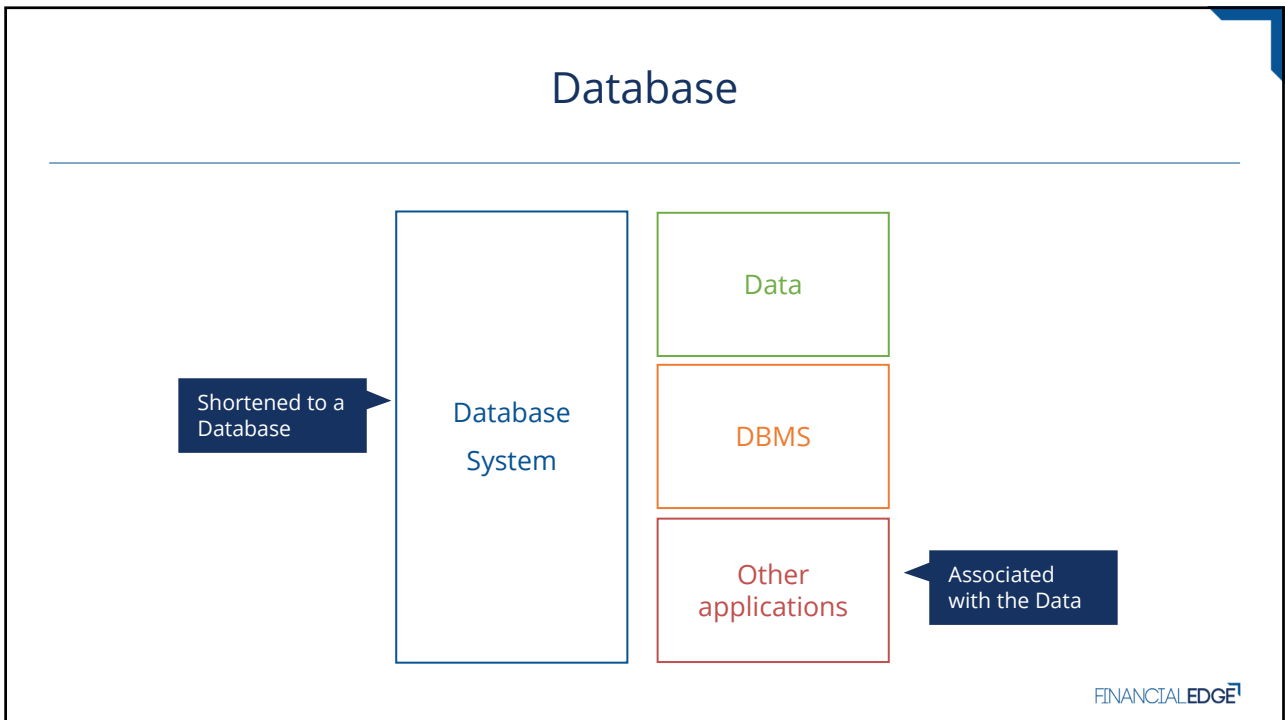 Database
Shortened to a
Database
Database
System
Data
DBMS
Other
applications
Associated
with the Data
FINANCIALEDGE